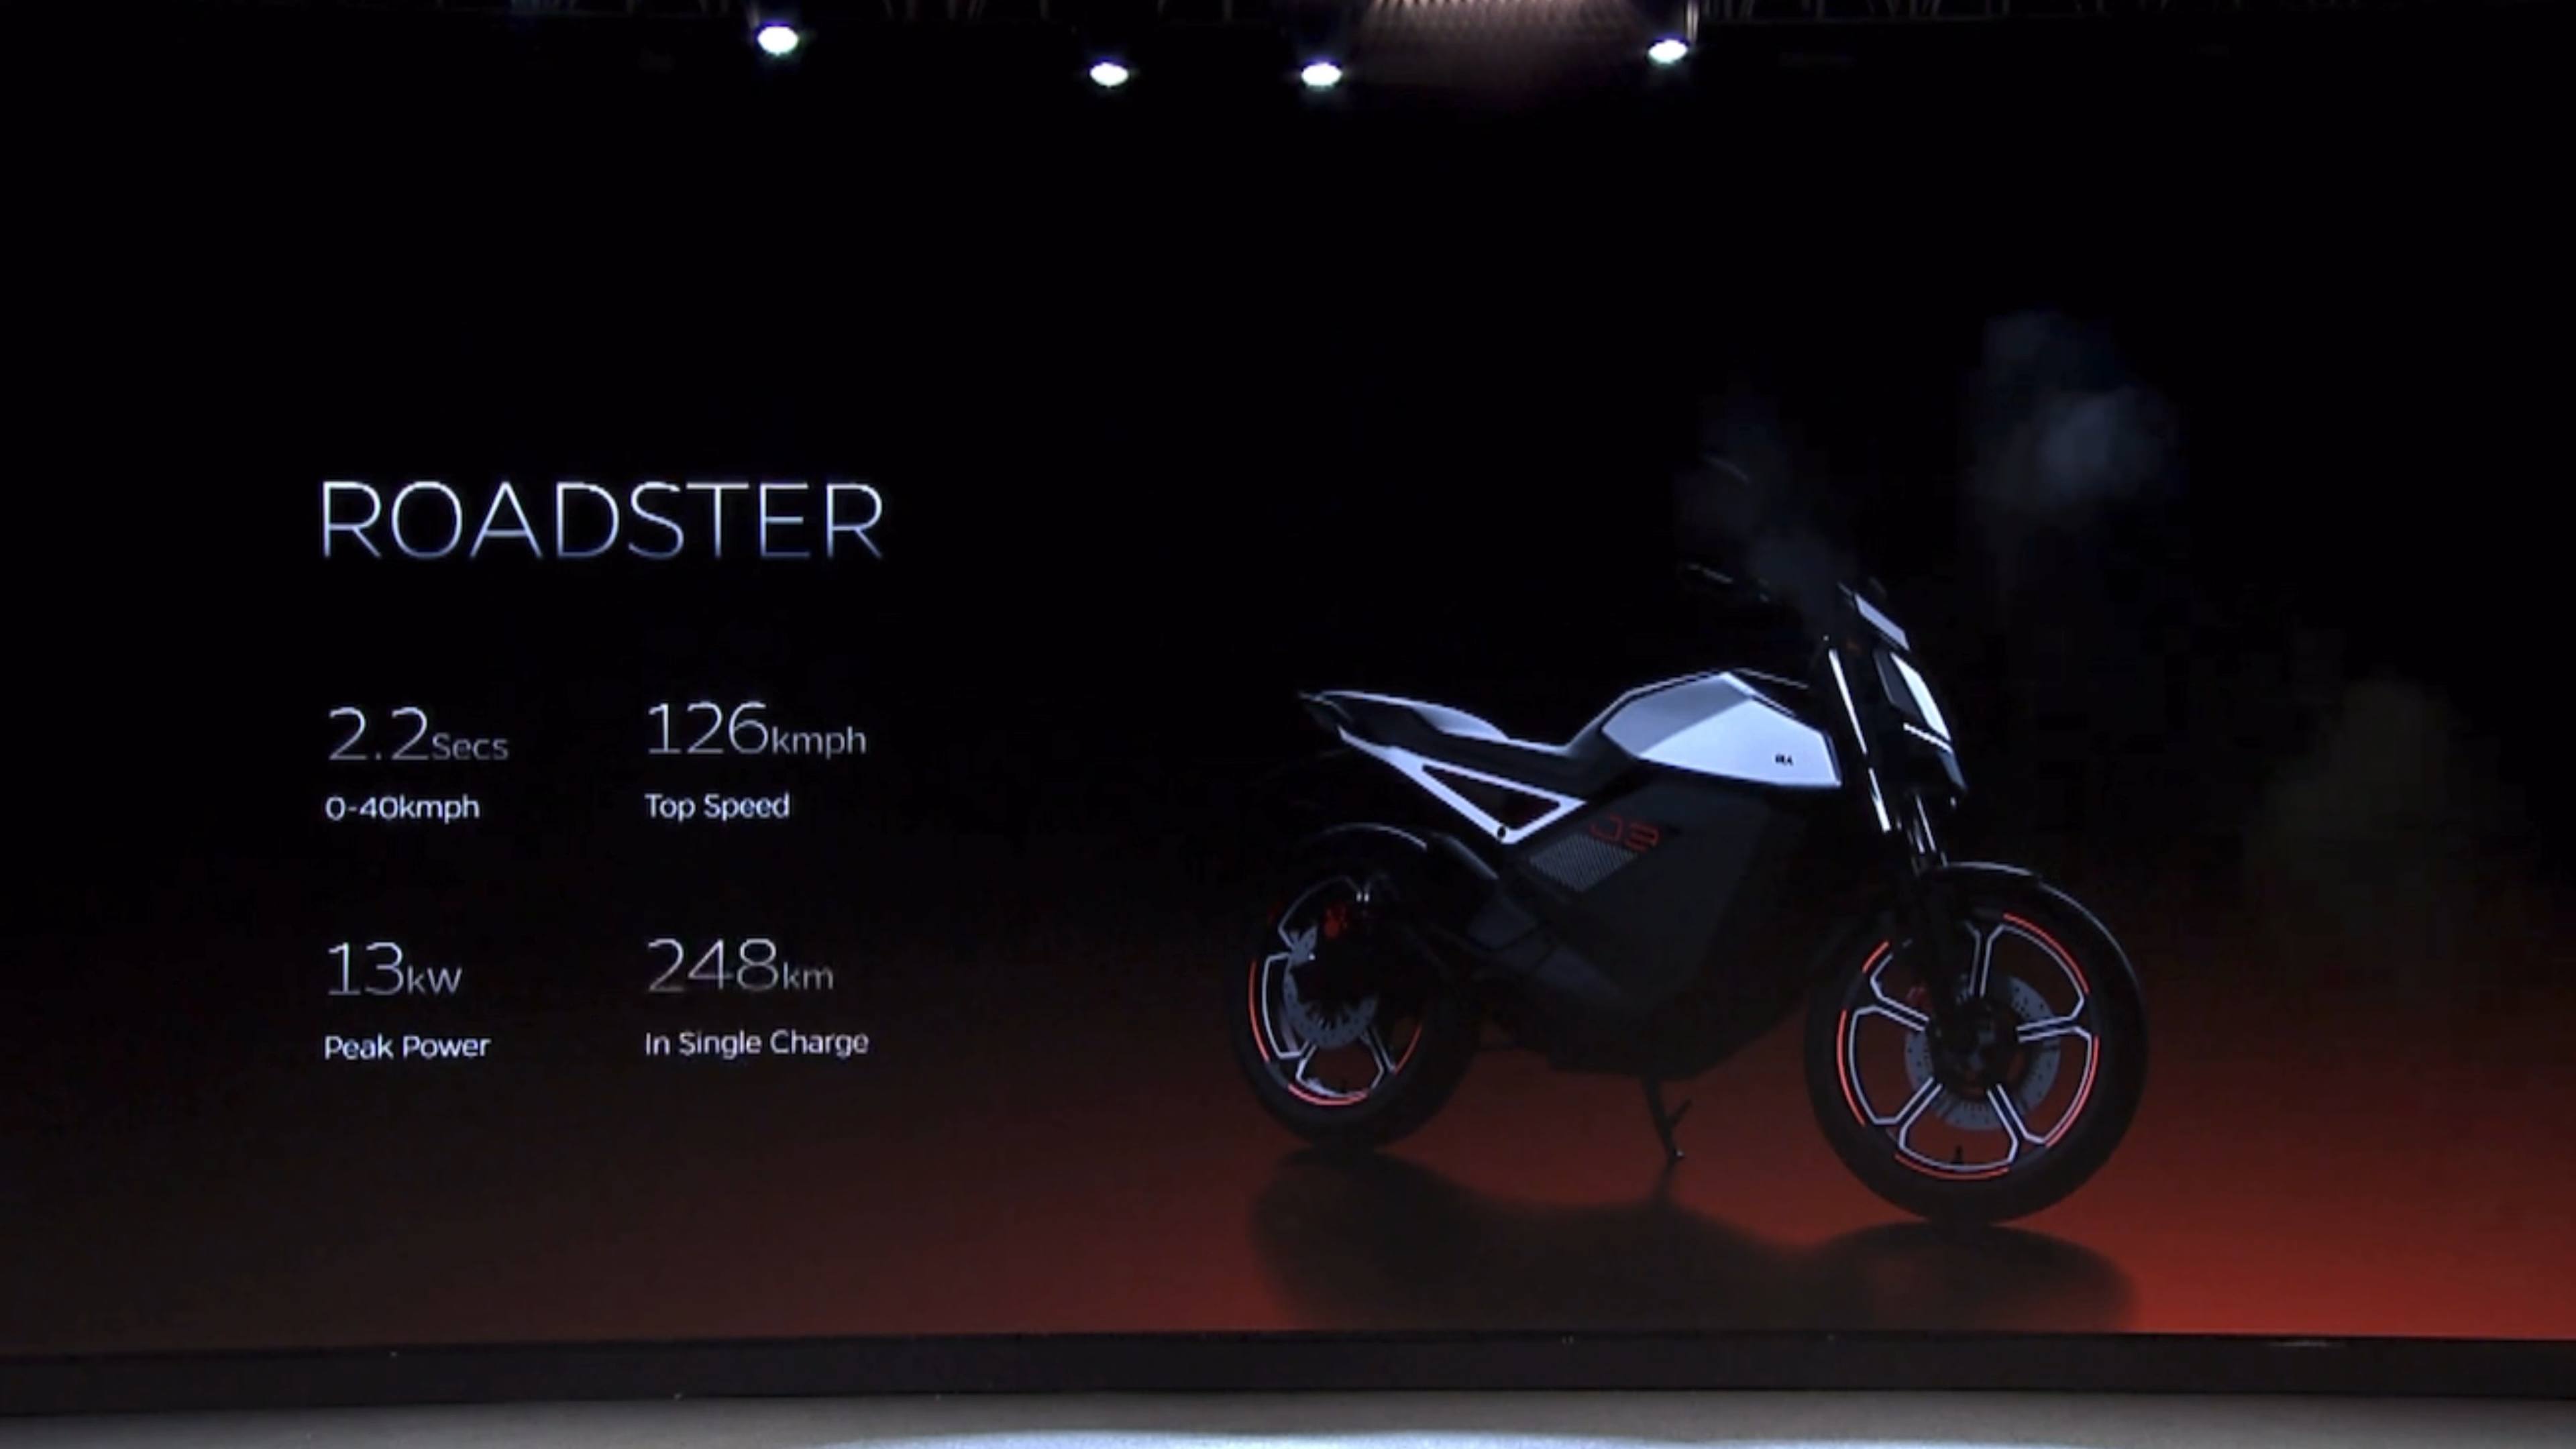 ROADSTER
2.2Secs
0-40kmph
126kmph
Top Speed
13kW
Peak Power
248km
In Single Charge